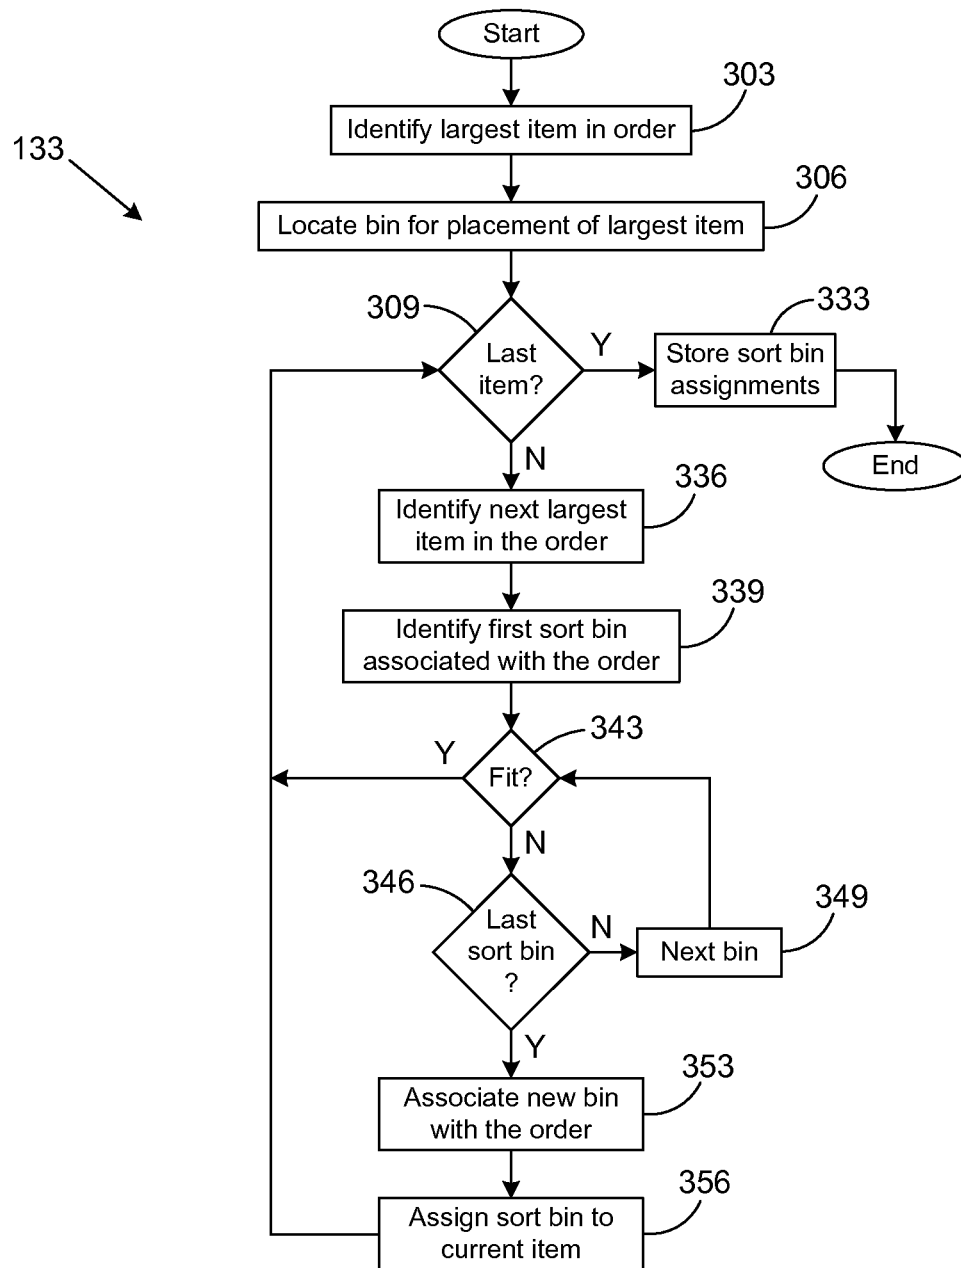 Start
303
Identify largest item in order
133
306
Locate bin for placement of largest item
309
333
Last
item?
Y
Store sort bin
assignments
N
End
336
Identify next largest
item in the order
339
Identify first sort bin
associated with the order
343
Y
Fit?
N
346
349
Last
sort bin
?
N
Next bin
Y
353
Associate new bin
with the order
356
Assign sort bin to
current item